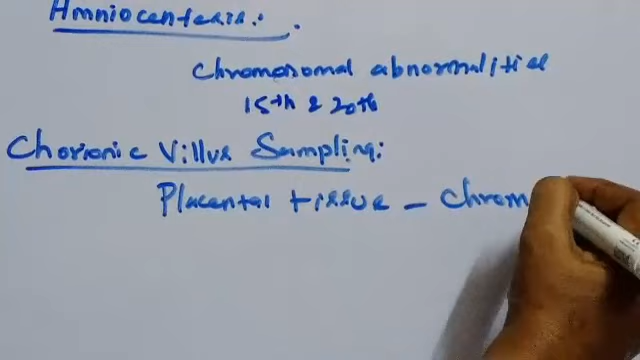 Amniocentesis:
Chromosomal abnormalities
15th & 20th
Chorionic Villus Sampling:
Placental tissue - Chrom